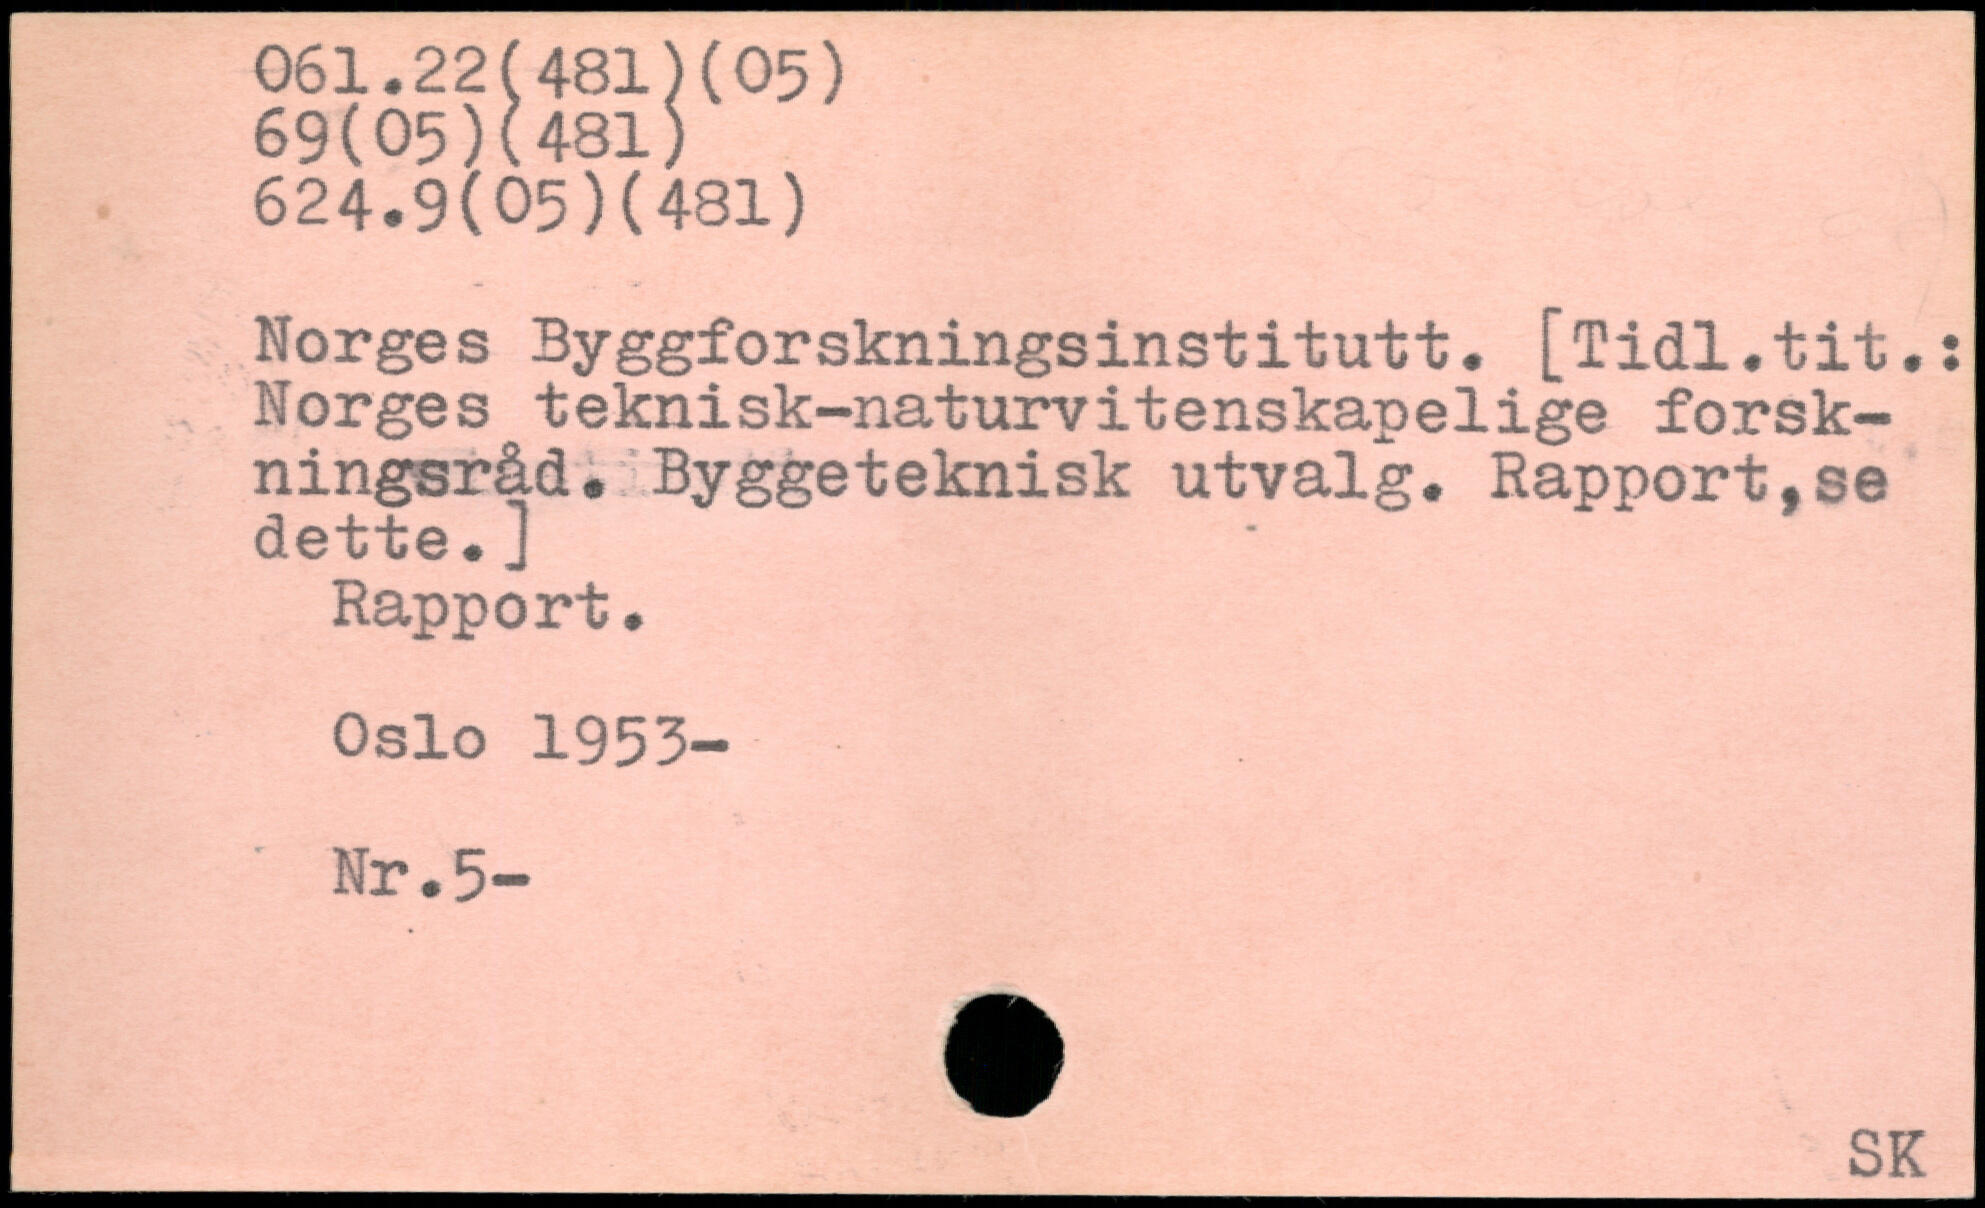 061.22(481)(05)
69(05)(481)
624.9(05)(481)
Norges Byggforskningsinstitutt. [Tidl.tit.:
Norges teknisk-naturvitenskapelige forsk-
ningsråd. Byggeteknisk utvalg. Rapport,se
dette.]
Rapport.
Oslo 1953-
Nr.5-
SK